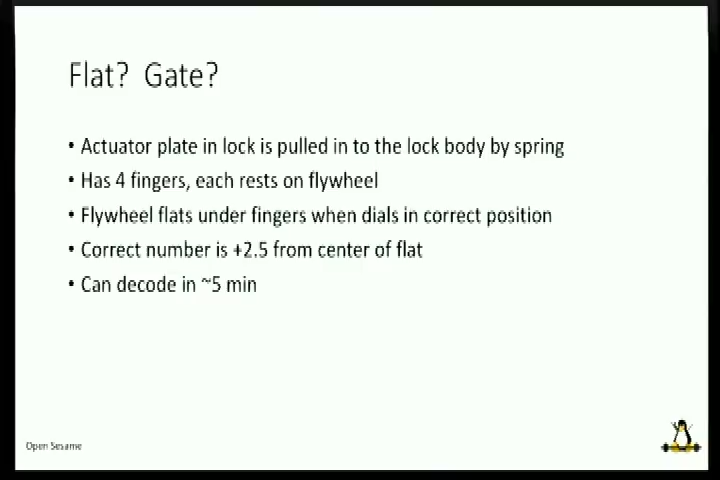 Flat? Gate?
• Actuator plate in lock is pulled in to the lock body by spring
• Has 4 fingers, each rests on flywheel
• Flywheel flats under fingers when dials in correct position
• Correct number is +2.5 from center of flat
• Can decode in ~5 min
Open Sesame